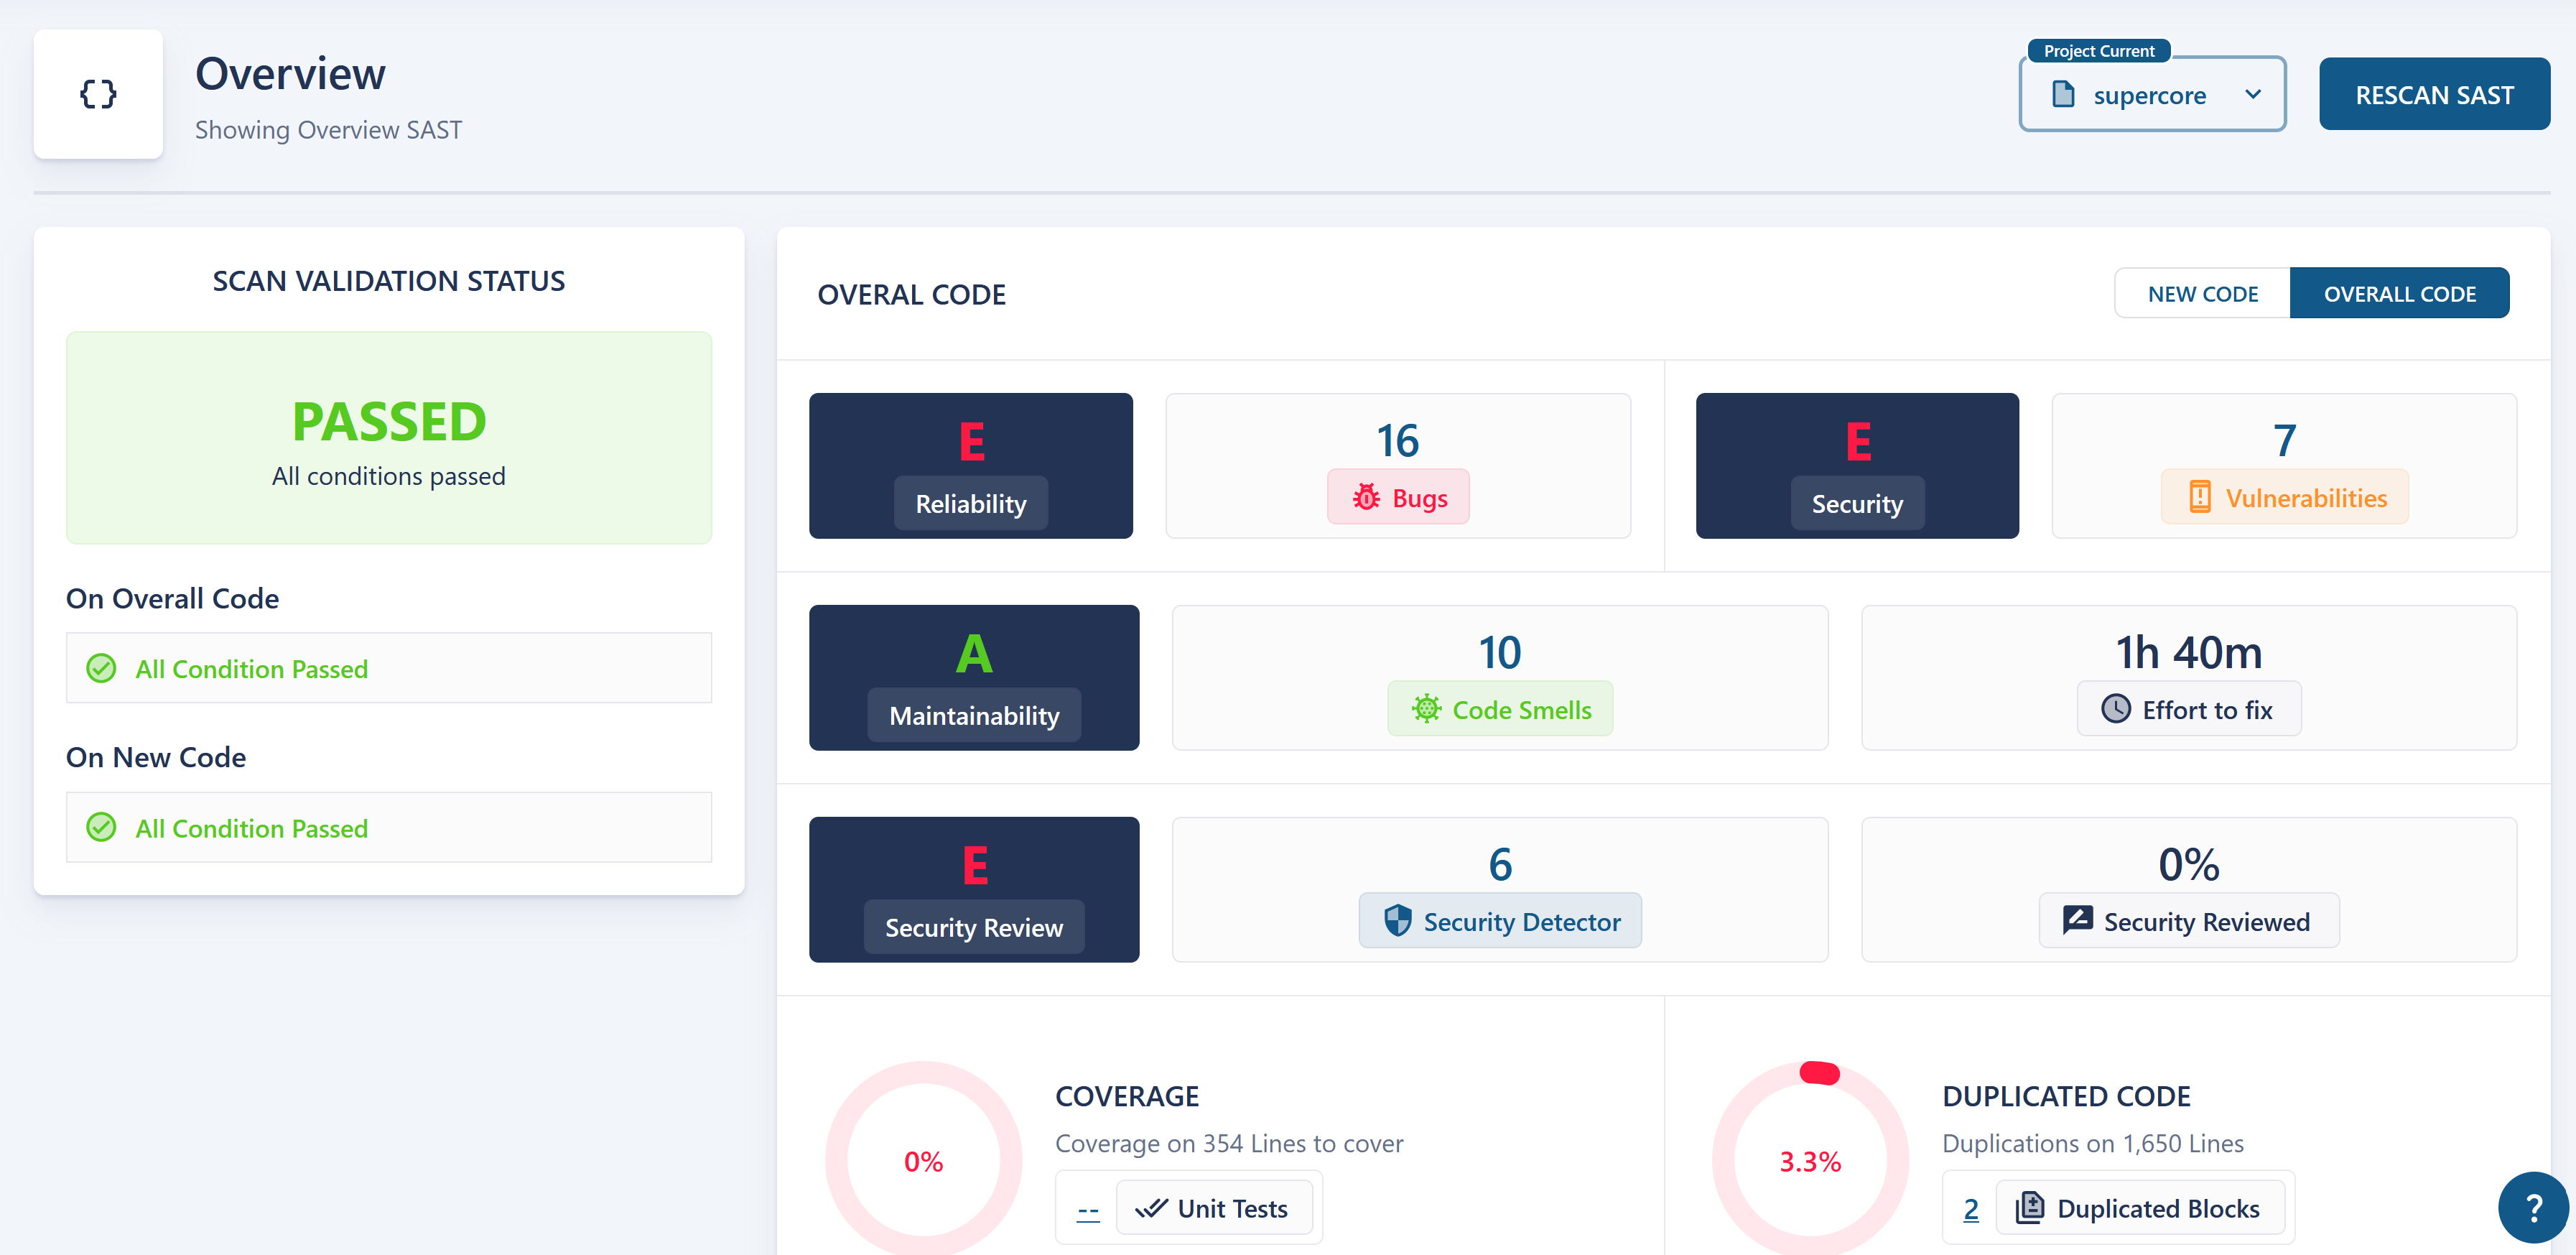 Overview
Showing Overview SAST
Project Current
supercore
RESCAN SAST
SCAN VALIDATION STATUS
PASSED
All conditions passed
On Overall Code
All Condition Passed
On New Code
All Condition Passed
OVERAL CODE
NEW CODE
OVERALL CODE
E
Reliability
16
Bugs
E
Security
7
Vulnerabilities
A
Maintainability
10
Code Smells
1h 40m
Effort to fix
E
Security Review
6
Security Detector
0%
Security Reviewed
0%
COVERAGE
Coverage on 354 Lines to cover
-- Unit Tests
3.3%
DUPLICATED CODE
Duplications on 1,650 Lines
2 Duplicated Blocks
?